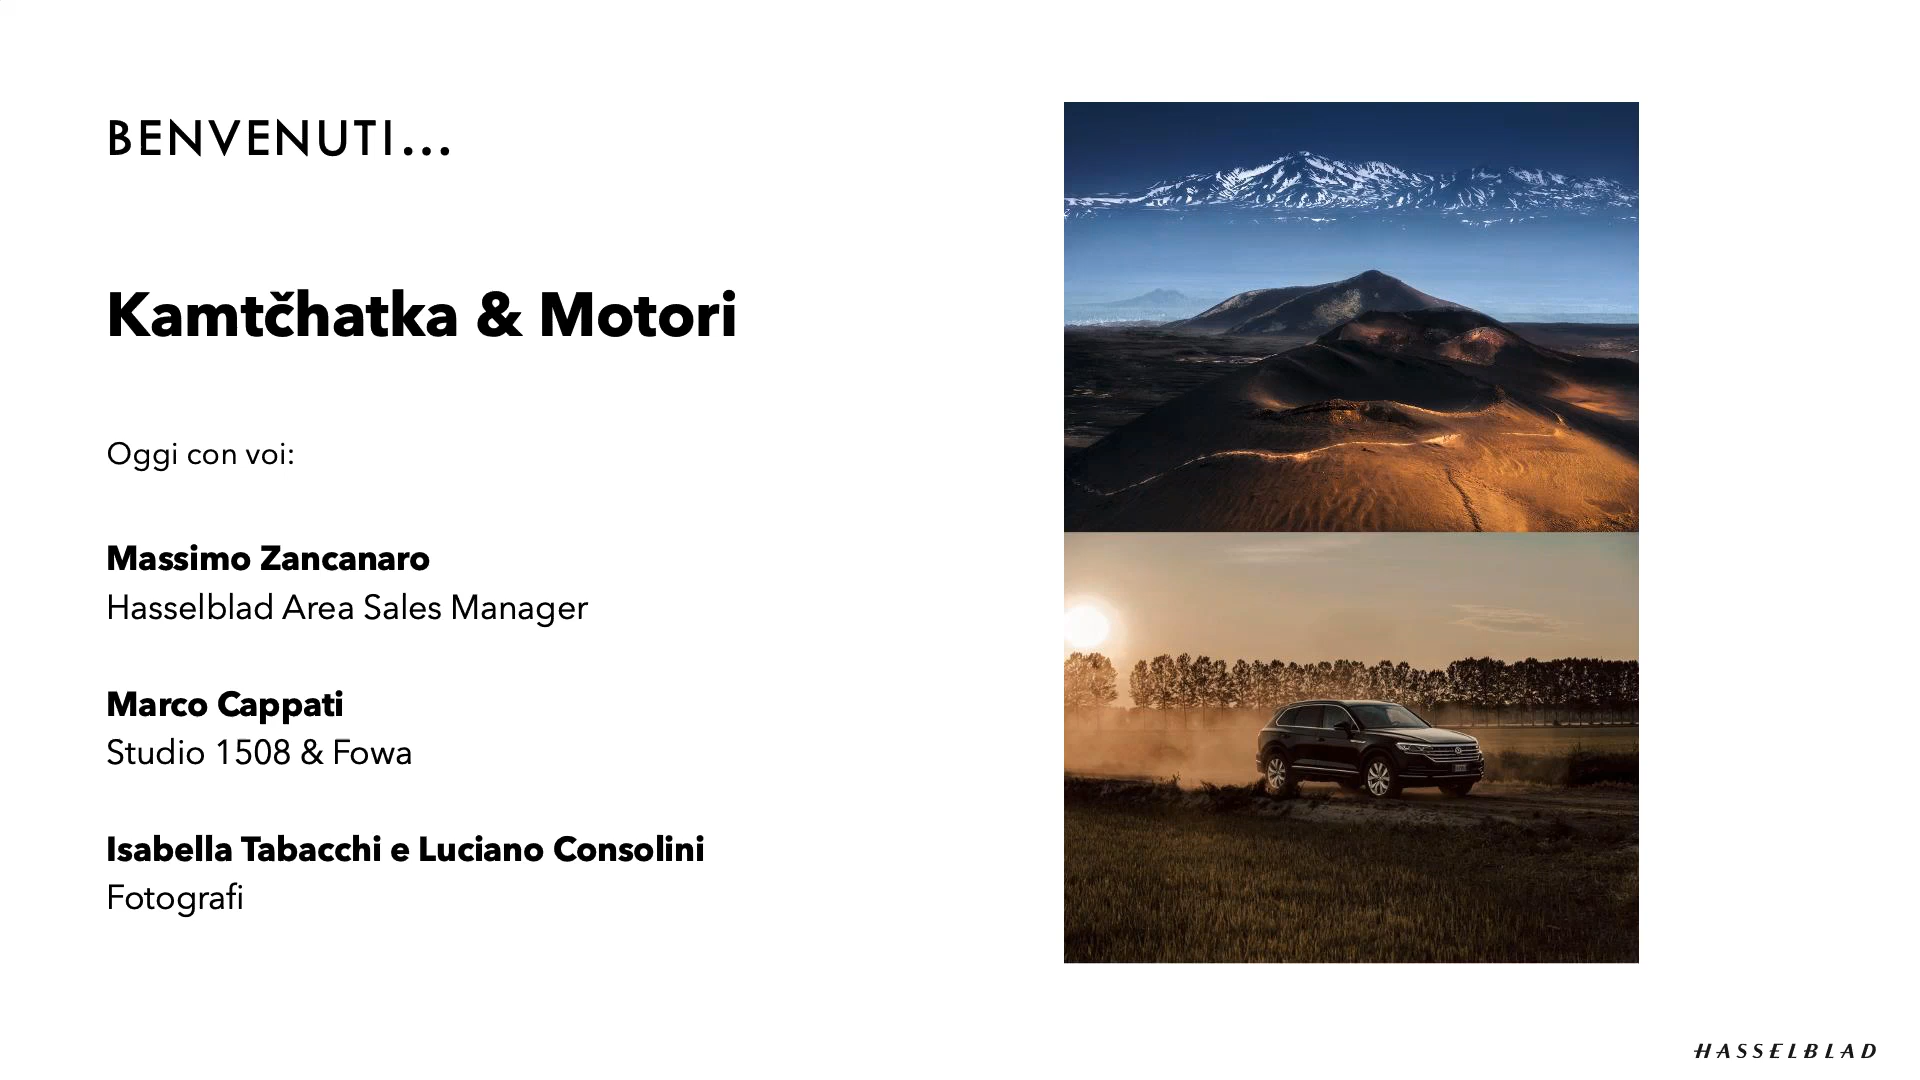 BENVENUTI...
Kamtčhatka & Motori
Oggi con voi:
Massimo Zancanaro
Hasselblad Area Sales Manager
Marco Cappati
Studio 1508 & Fowa
Isabella Tabacchi e Luciano Consolini
Fotografi
HASSELBLAD